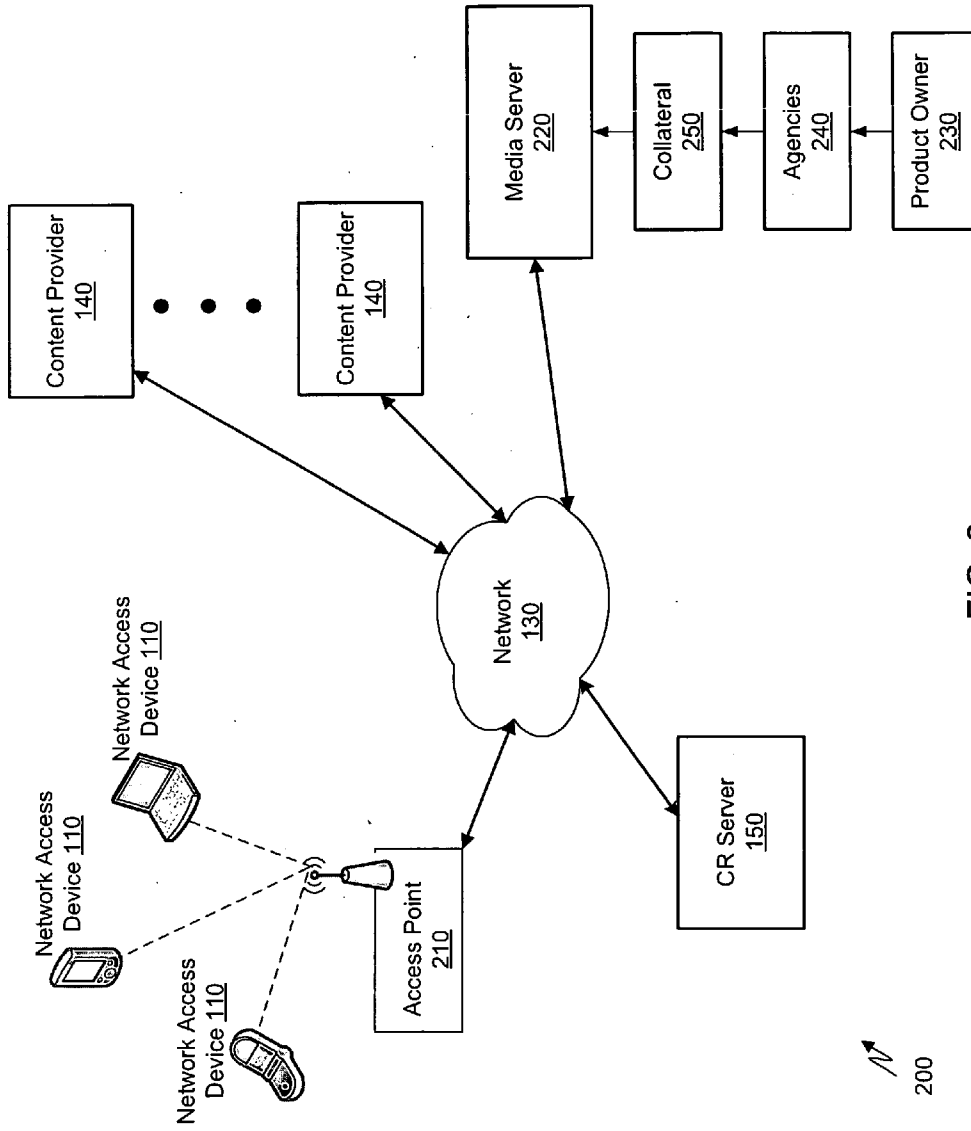 Network Access
Device 110
Network Access
Device 110
Network Access
Device 110
Content Provider
140
Content Provider
140
Access Point
210
Network
130
Media Server
220
CR Server
150
Collateral
250
Agencies
240
Product Owner
230
200
FIG.